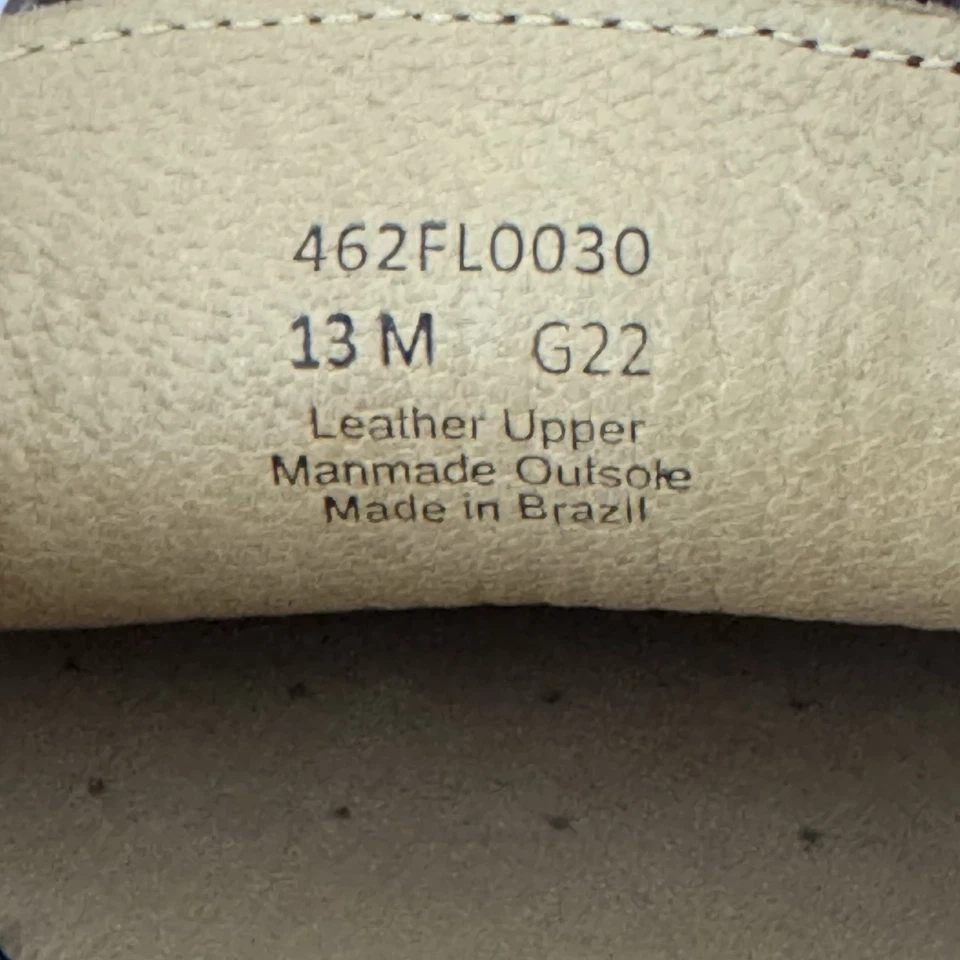 462FL0030
13 M G22
Leather Upper
Manmade Outsole
Made in Brazil